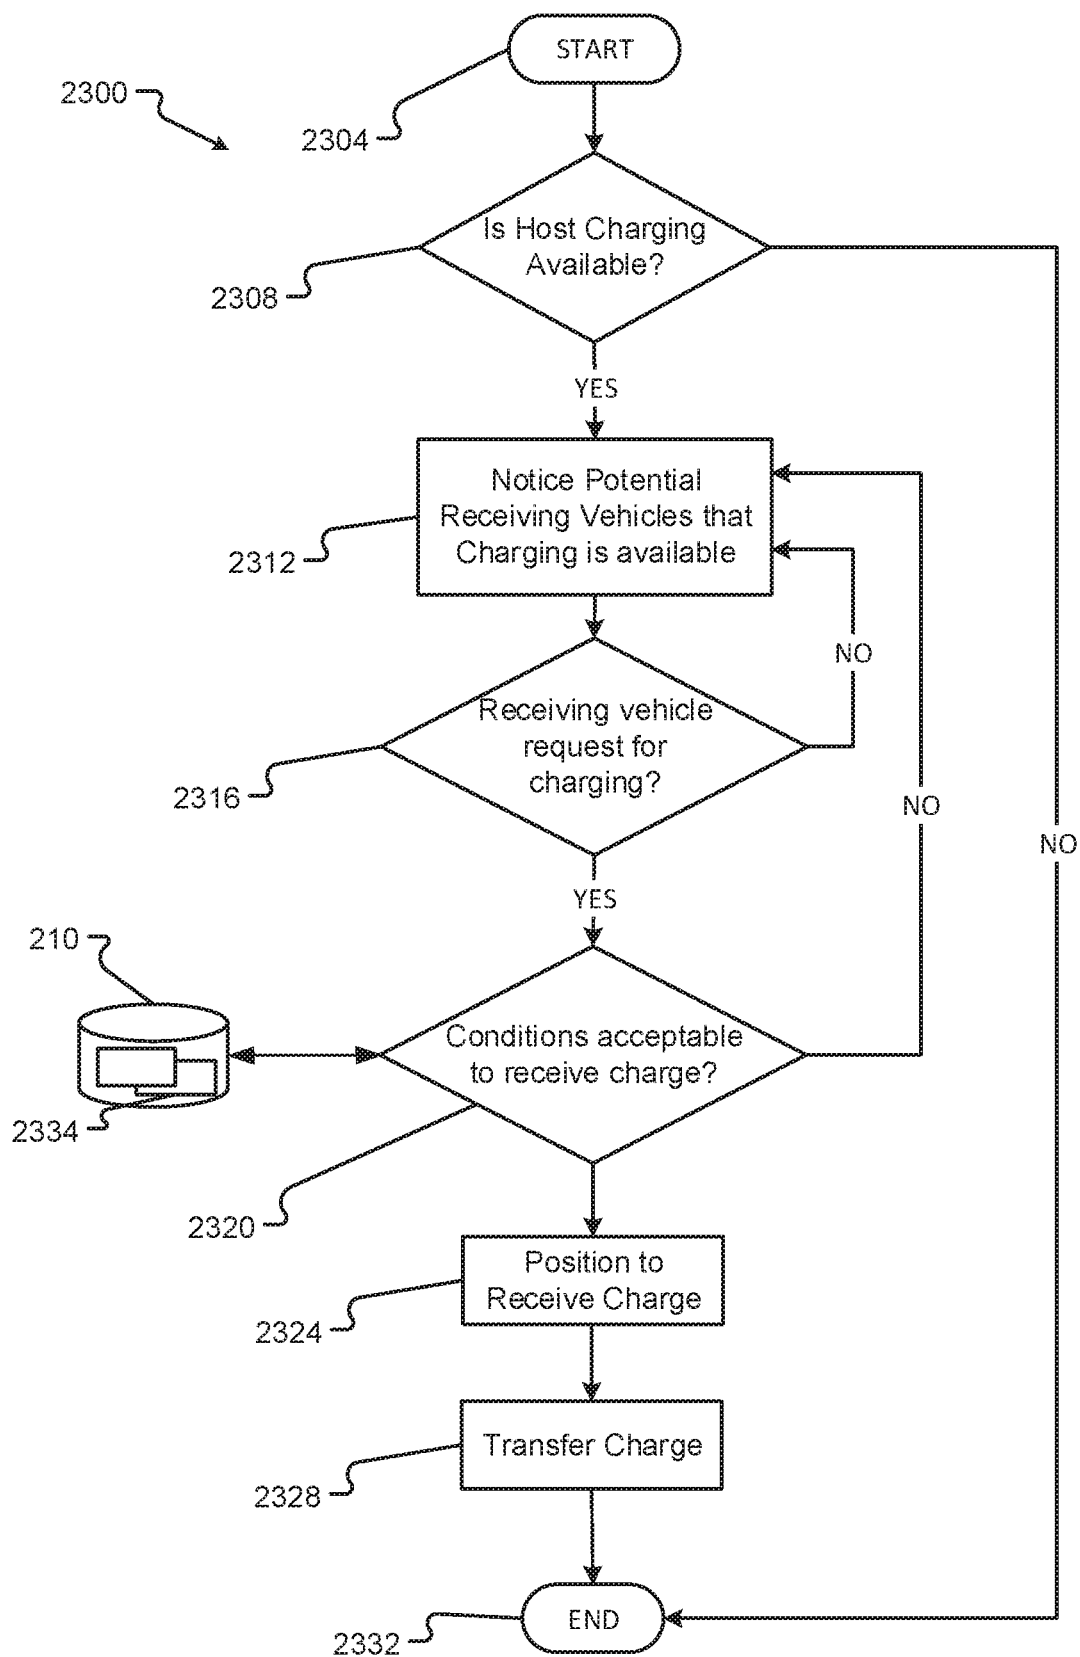 START
2300
2304
Is Host Charging
Available?
2308
YES
Notice Potential
Receiving Vehicles that
Charging is available
2312
NO
Receiving vehicle
request for
charging?
2316
NO
NO
YES
210
Conditions acceptable
to receive charge?
2334
2320
Position to
Receive Charge
2324
Transfer Charge
2328
END
2332